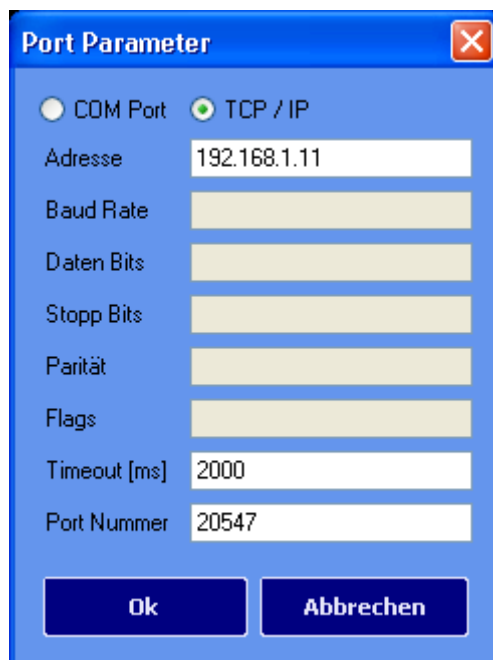 Port Parameter
COM Port TCP / IP
Adresse 192.168.1.11
Baud Rate
Daten Bits
Stopp Bits
Parität
Flags
Timeout [ms] 2000
Port Nummer 20547
Ok Abbrechen